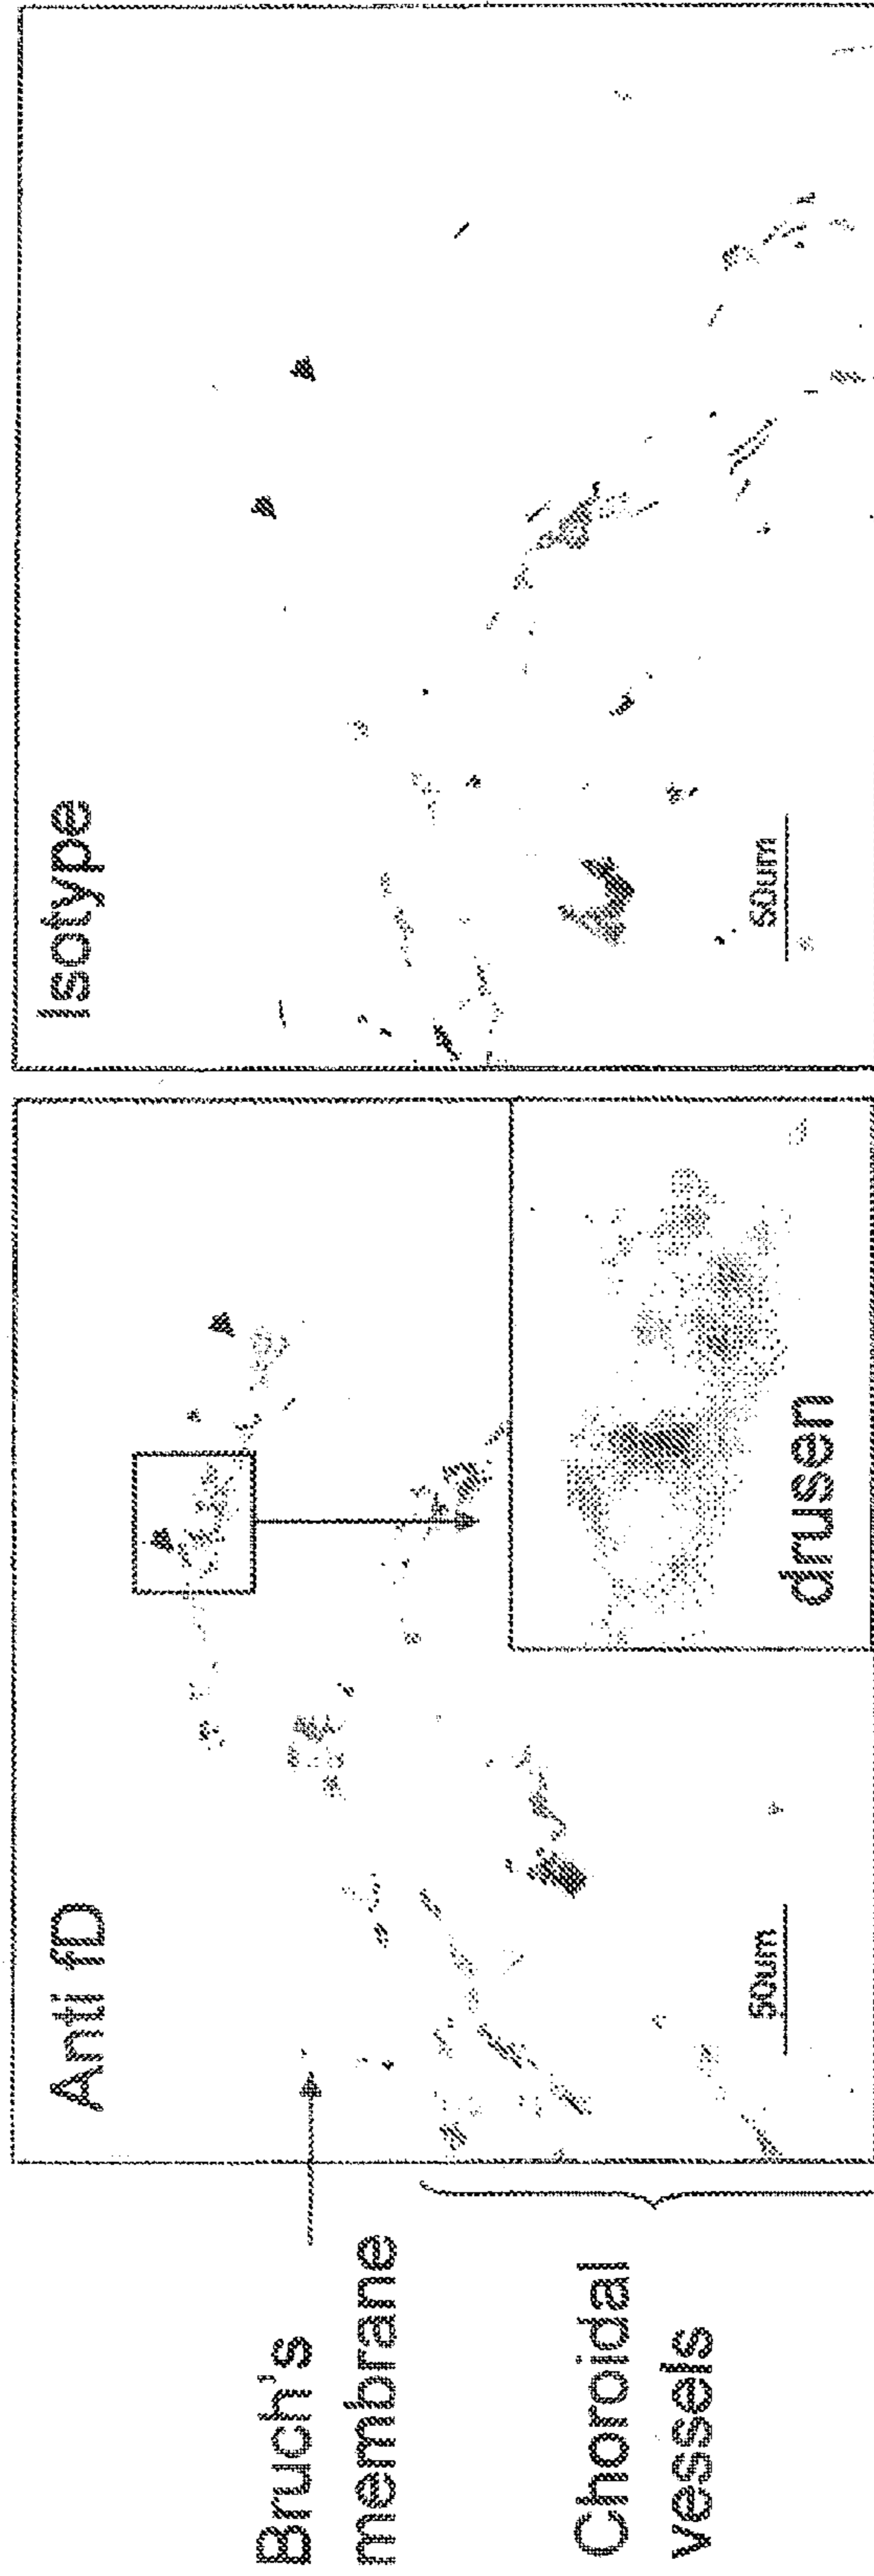 Bruch's
membrane
Choroidal
vessels
Anti fD
50um
drusen
Isotype
50um